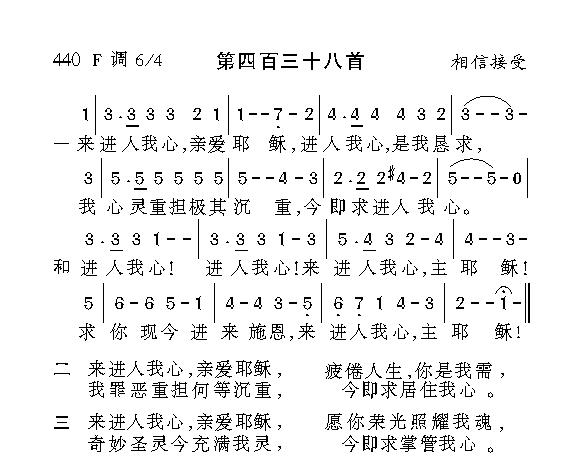 440 F 调 6/4 第四百三十八首 相信接受
1 | 3 . 3 3 3 2 1 | 1 - - 7 - 2 | 4 . 4 4 4 3 2 | 3 - - 3 -
一 来进人我心,亲爱耶 稣,进人我心,是我恳求,
3 | 5 . 5 5 5 5 5 | 5 - - 4 - 3 | 2 . 2 2 #4 - 2 | 5 - - 5 - 0
我 心灵重担极其沉 重,今 即求进人 我心。
3 . 3 3 1 - - | 3 . 3 3 1 - 3 | 5 . 4 3 2 - 4 | 4 - - 3 -
和 进人我心! 进人我心!来 进人我心,主 耶 稣!
5 | 6 - 6 5 - 1 | 4 - 4 3 - 5 | 6 . 7 1 4 - 3 | 2 - - 1 -
求 你 现今 进 来 施恩,来 进人我心,主 耶 稣!
二 来进人我心,亲爱耶稣, 疲倦人生,你是我需,
我罪恶重担何等沉重, 今即求居住我心。
三 来进人我心,亲爱耶稣, 愿你荣光照耀我魂,
奇妙圣灵今充满我灵, 今即求掌管我心。